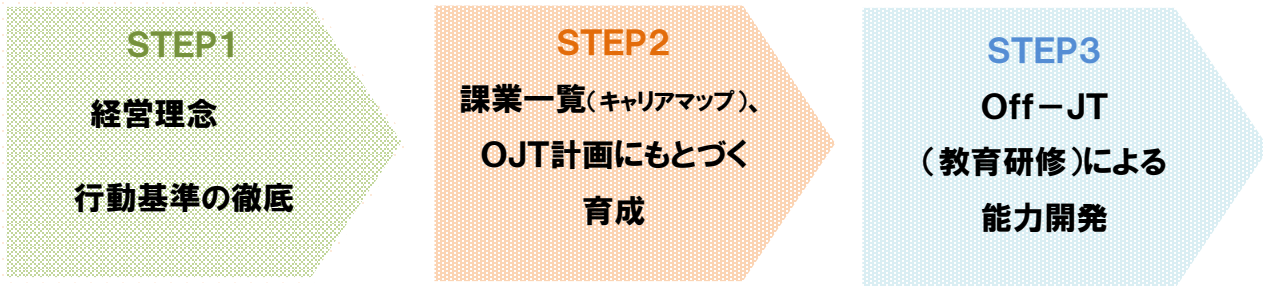 STEP1
経営理念
行動基準の徹底
STEP2
課業一覧(キャリアマップ)、
OJT計画にもとづく
育成
STEP3
Off－JT
(教育研修)による
能力開発